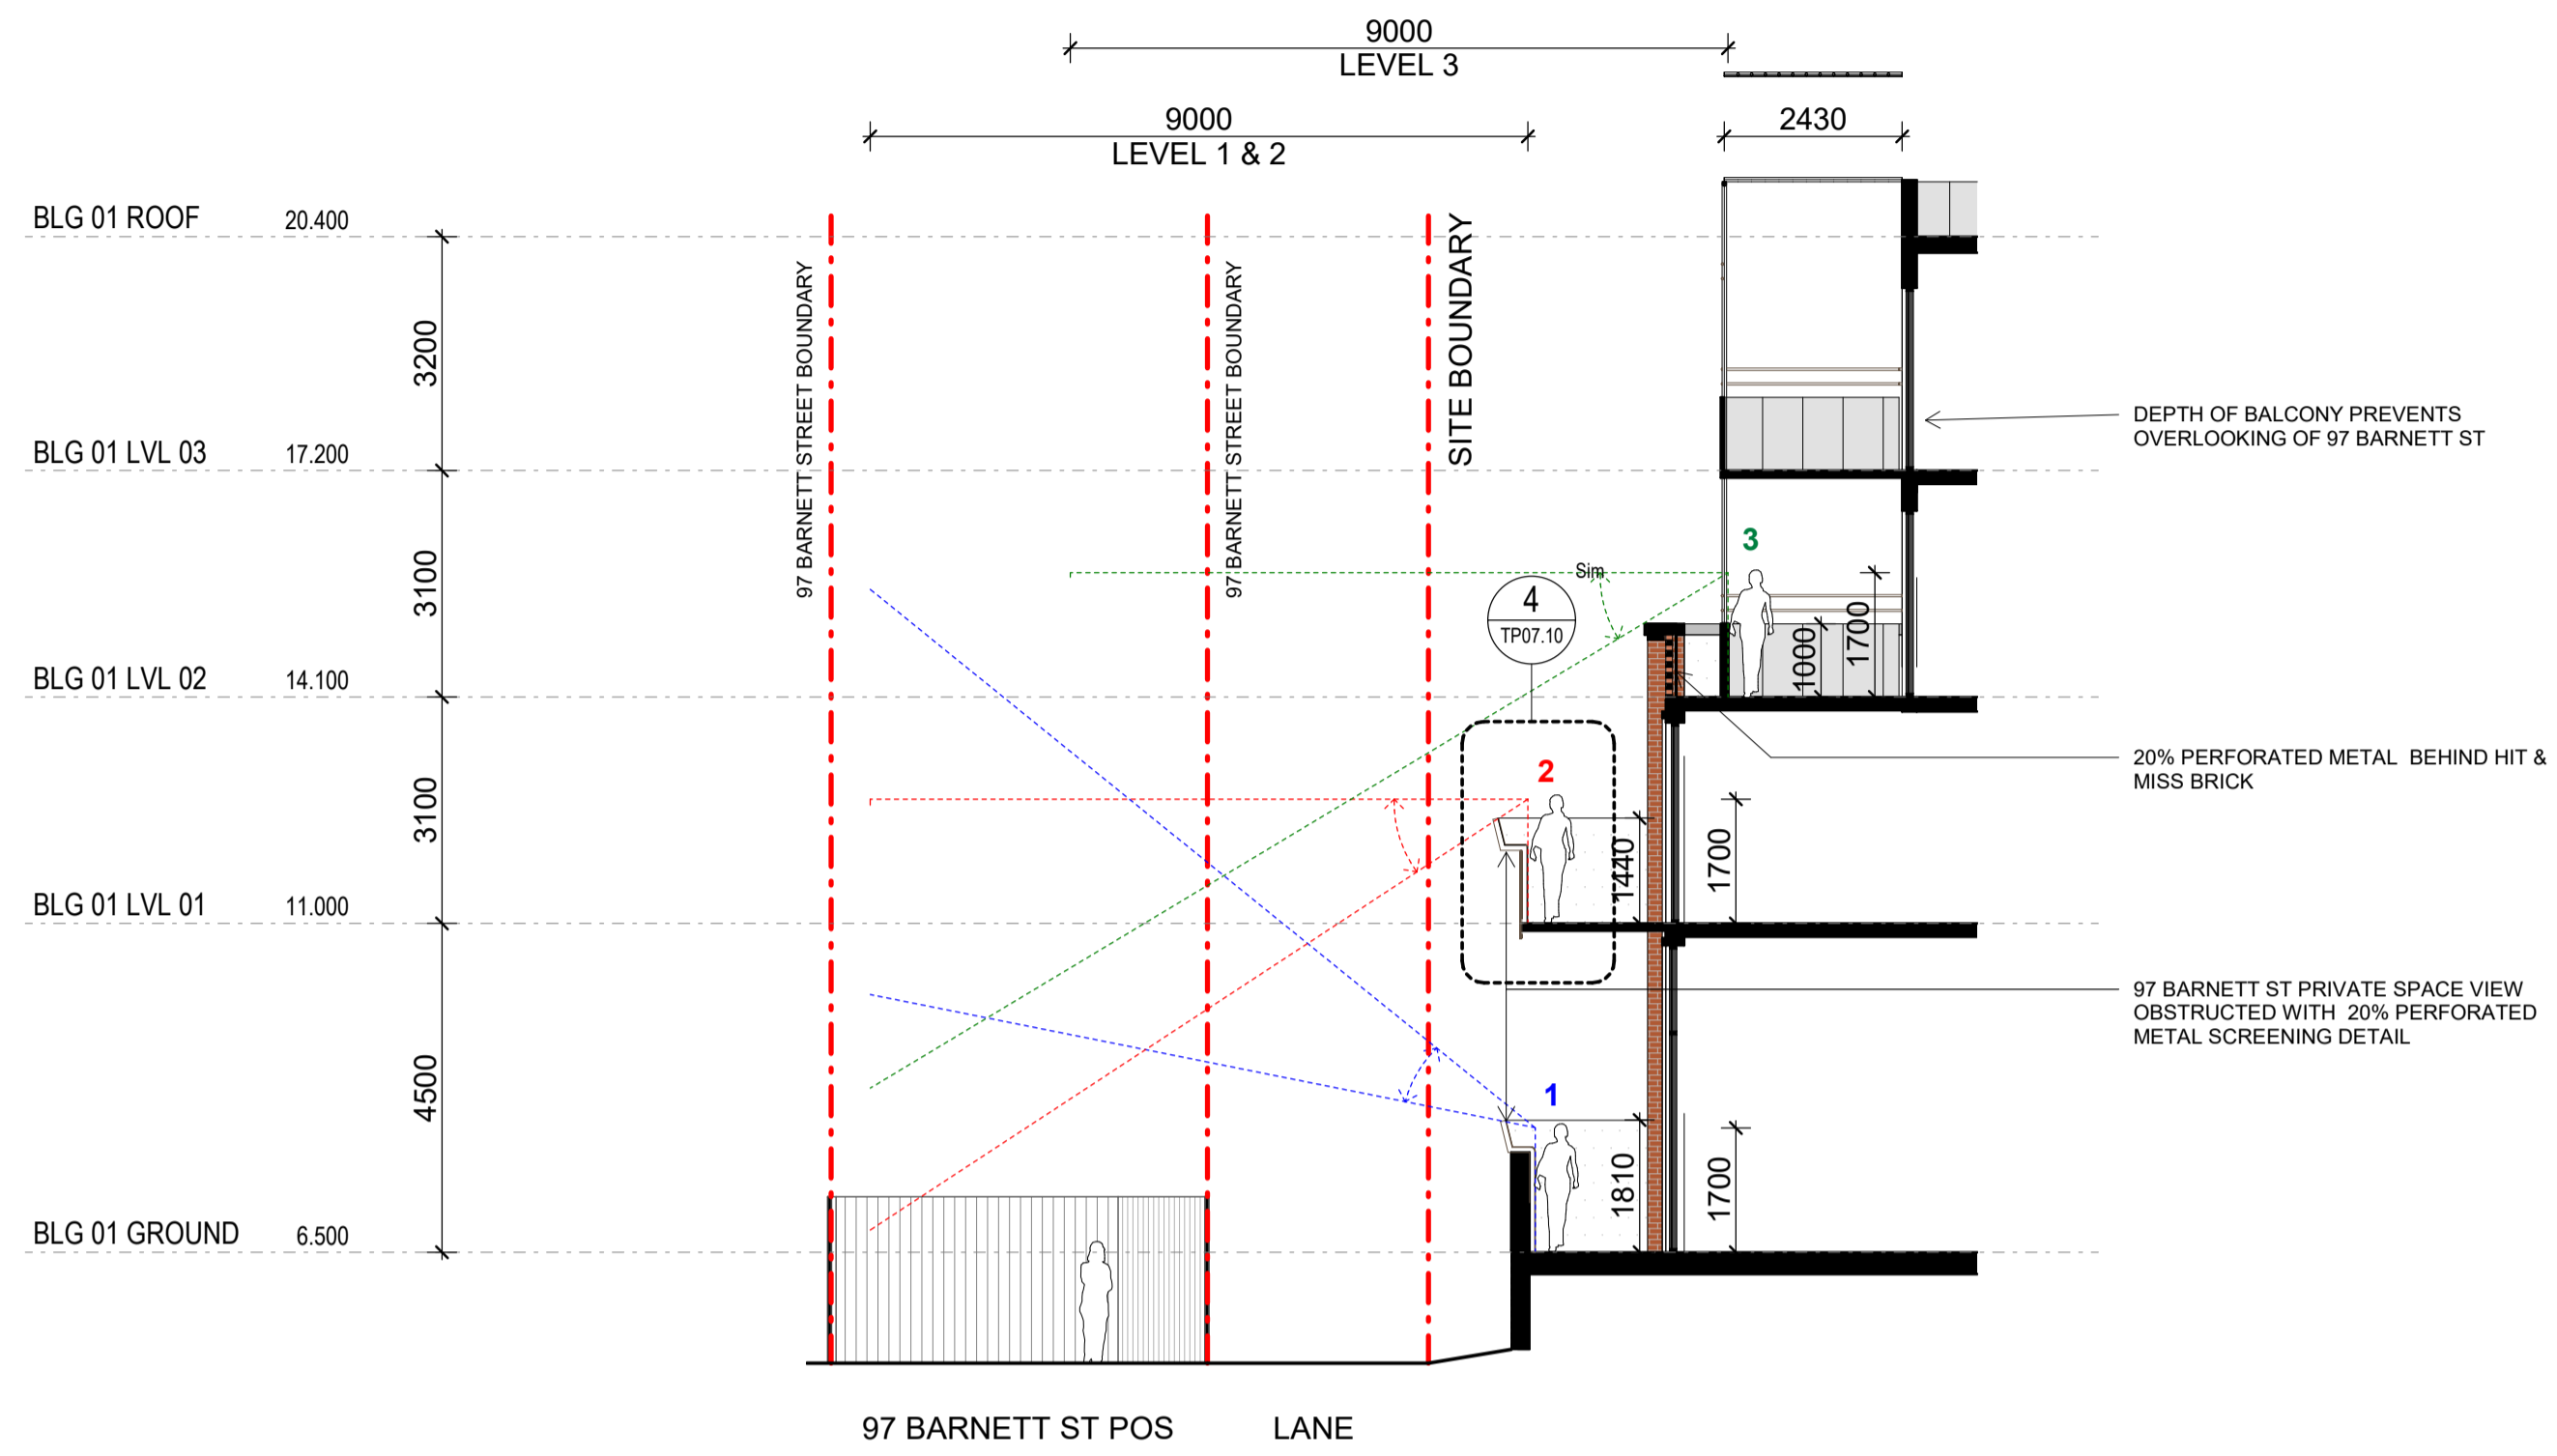 9000
LEVEL 3
9000
LEVEL 1 & 2
2430
BLG 01 ROOF 20.400
97 BARNETT STREET BOUNDARY
97 BARNETT STREET BOUNDARY
SITE BOUNDARY
3200
DEPTH OF BALCONY PREVENTS
OVERLOOKING OF 97 BARNETT ST
BLG 01 LVL 03 17.200
3100
3
Sim
4
TP07.10
1000
1700
BLG 01 LVL 02 14.100
20% PERFORATED METAL BEHIND HIT &
MISS BRICK
3100
2
1440
1700
BLG 01 LVL 01 11.000
97 BARNETT ST PRIVATE SPACE VIEW
OBSTRUCTED WITH 20% PERFORATED
METAL SCREENING DETAIL
4500
1
1810
1700
BLG 01 GROUND 6.500
97 BARNETT ST POS LANE